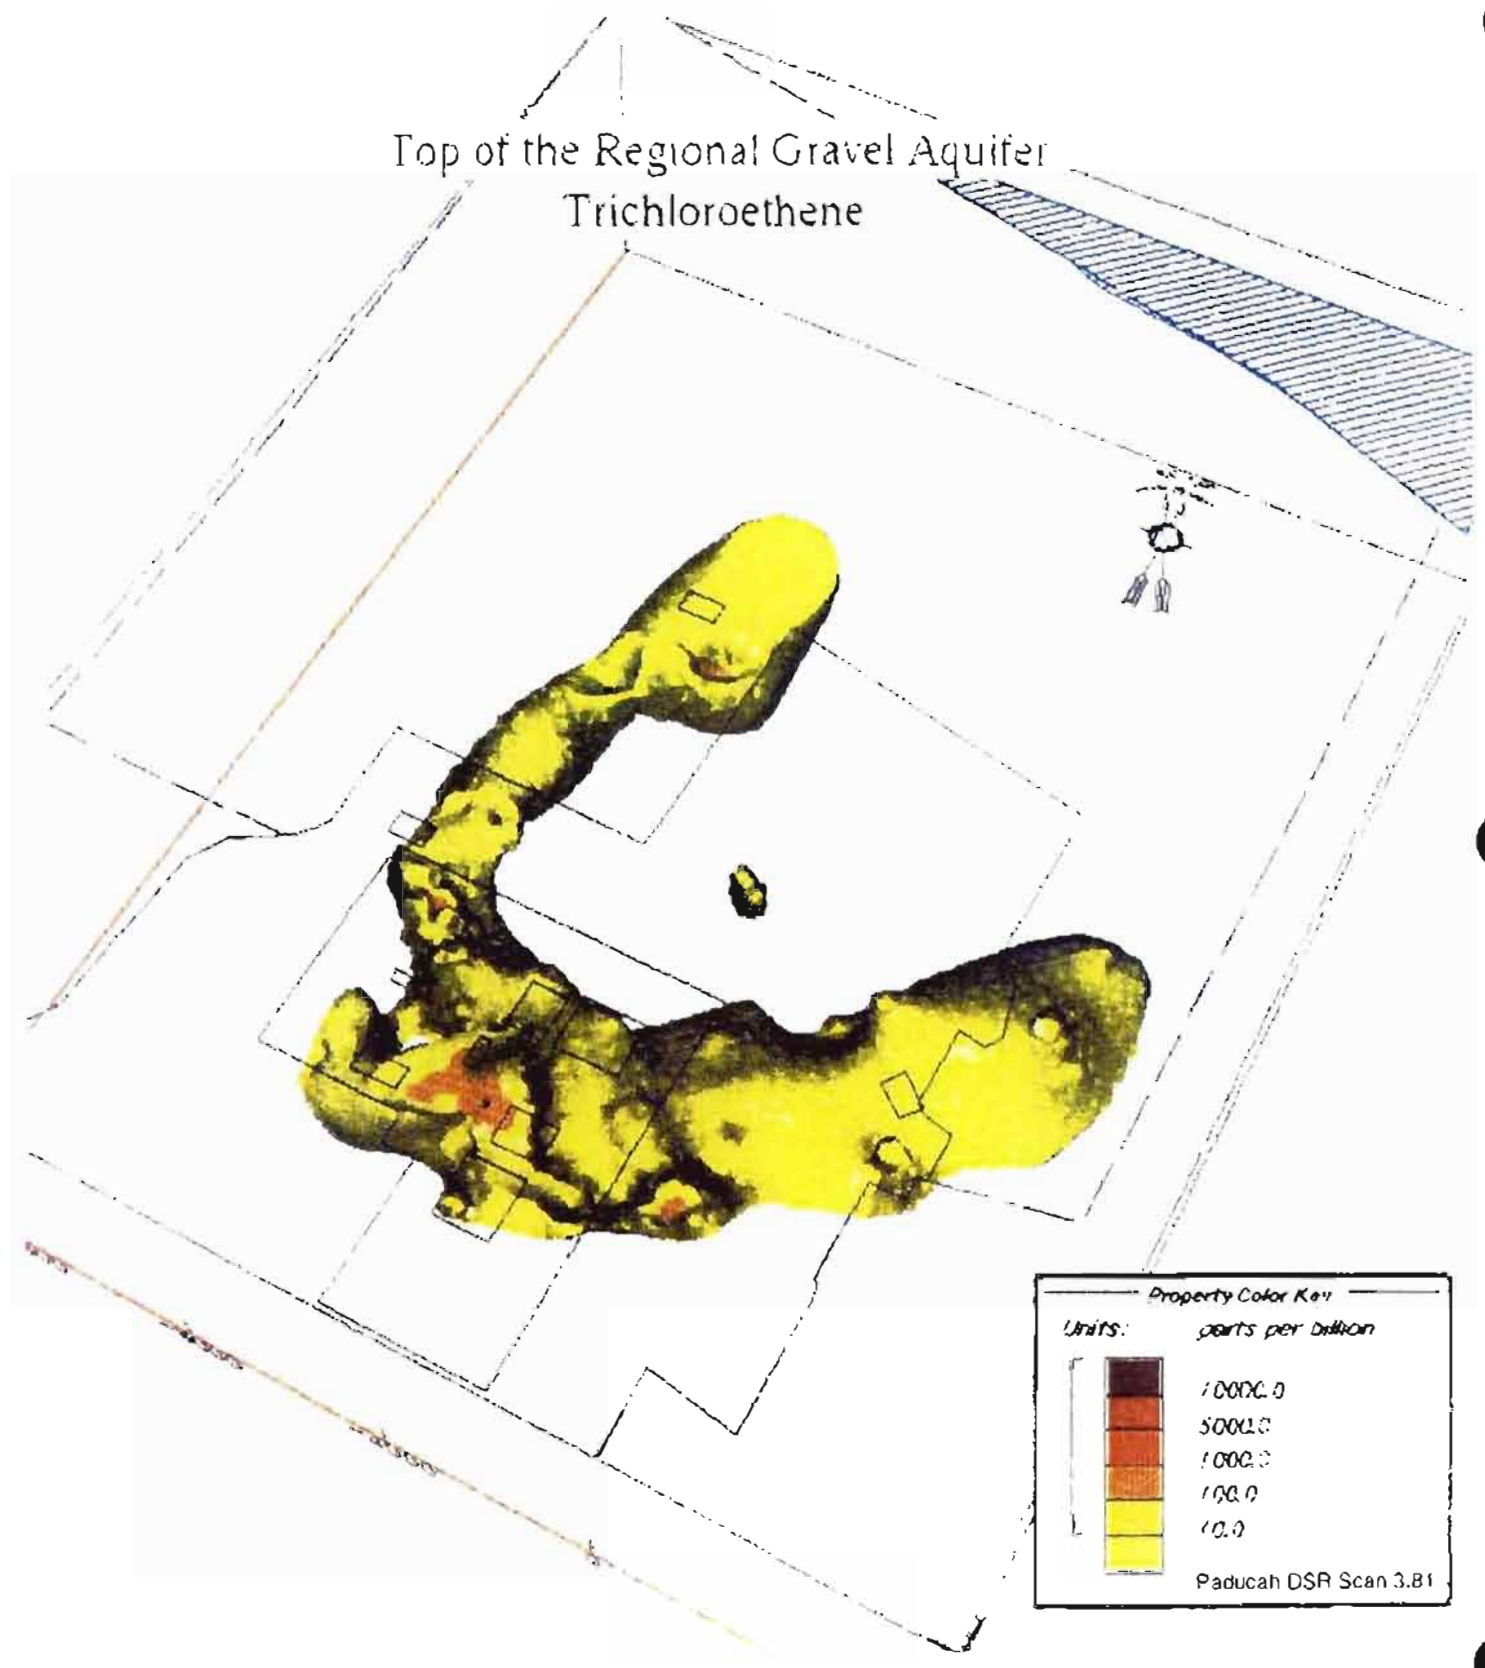 Top of the Regional Gravel Aquifer
Trichloroethene
Property Color Key
Units: parts per billion
10000.0
5000.0
1000.0
100.0
10.0
Paducah DSR Scan 3.81